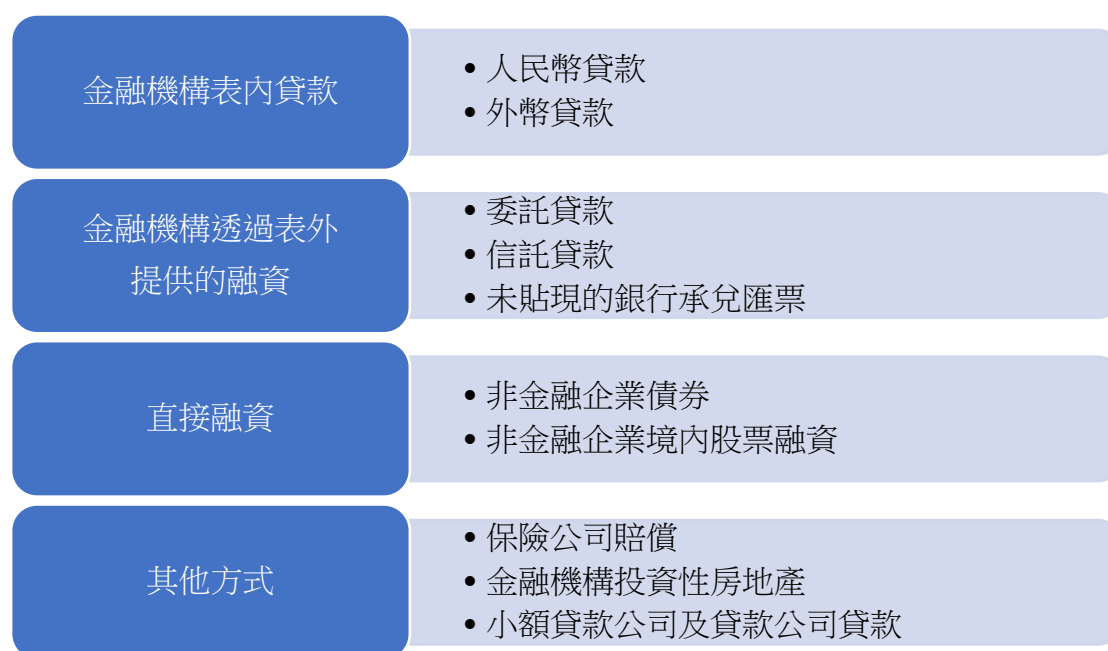 金融機構表內貸款
• 人民幣貸款
• 外幣貸款
金融機構透過表外
提供的融資
• 委託貸款
• 信託貸款
• 未貼現的銀行承兌匯票
直接融資
• 非金融企業債券
• 非金融企業境內股票融資
其他方式
• 保險公司賠償
• 金融機構投資性房地產
• 小額貸款公司及貸款公司貸款